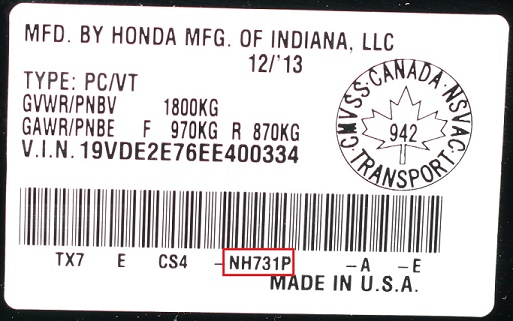 MFD. BY HONDA MFG. OF INDIANA, LLC
12/'13
TYPE: PC/VT
GVWR/PNBV 1800KG
GAWR/PNBE F 970KG R 870KG
V.I.N. 19VDE2E76EE400334
CMVSS·CANADA·NSVAC·TRANSPORT·
942
TX7 E CS4 -NH731P -A -E
MADE IN U.S.A.